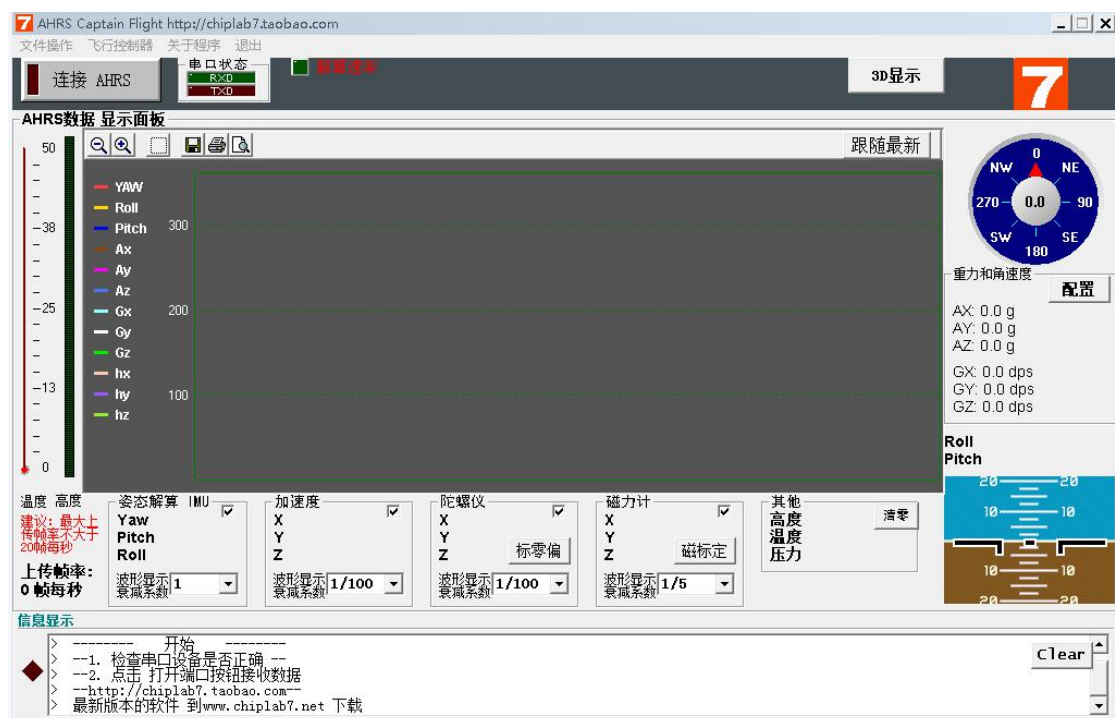 7 AHRS Captain Flight http://chiplab7.taobao.com
文件操作 飞行控制器 关于程序 退出
连接 AHRS
串口状态
RXD
TXD
3D显示
7
AHRS数据 显示面板
跟随最新
50
-38
-25
-13
0
YAW
Roll
Pitch
Ax
Ay
Az
Gx
Gy
Gz
hx
hy
hz
300
200
100
0
NE
90
SE
180
SW
270
NW
0.0
重力和角速度
配置
AX: 0.0 g
AY: 0.0 g
AZ: 0.0 g
GX: 0.0 dps
GY: 0.0 dps
GZ: 0.0 dps
Roll
Pitch
20 20
10 10
10 10
20 20
温度 高度
建议: 最大上
传帧率不大于
20帧每秒
上传帧率:
0 帧每秒
姿态解算 IMU
Yaw
Pitch
Roll
波形显示
衰减系数 1
加速度
X
Y
Z
波形显示
衰减系数 1/100
陀螺仪
X
Y
Z
标零偏
波形显示
衰减系数 1/100
磁力计
X
Y
Z
磁标定
波形显示
衰减系数 1/5
其他
高度
温度
压力
清零
信息显示
> -------- 开始 --------
> --1. 检查串口设备是否正确 --
> --2. 点击 打开端口按钮接收数据
> --http://chiplab7.taobao.com--
> 最新版本的软件 到www.chiplab7.net 下载
Clear